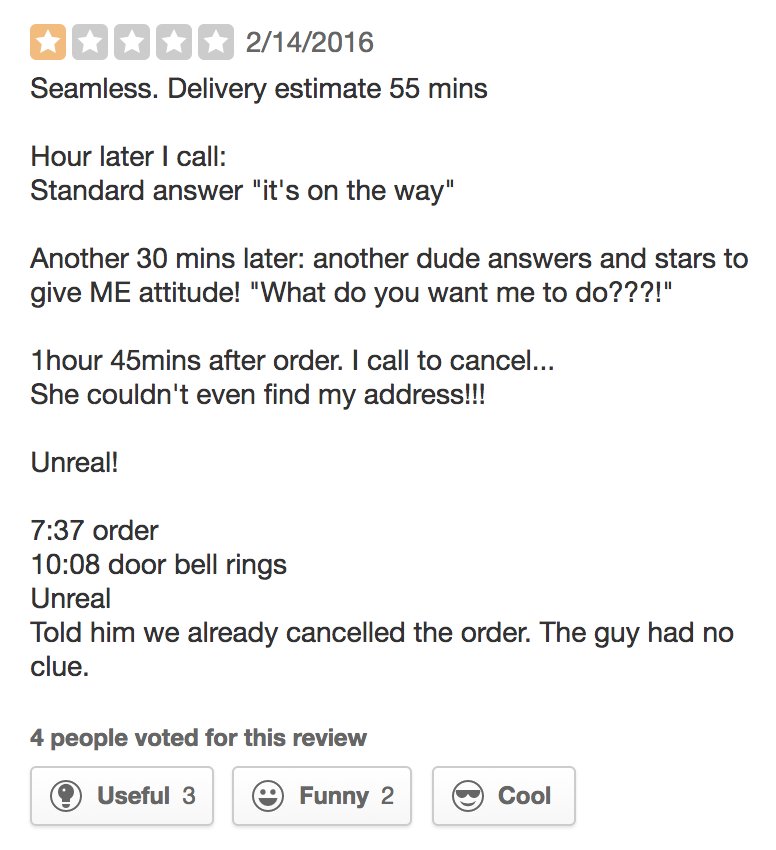 2/14/2016
Seamless. Delivery estimate 55 mins
Hour later I call:
Standard answer "it's on the way"
Another 30 mins later: another dude answers and stars to
give ME attitude! "What do you want me to do???!"
1hour 45mins after order. I call to cancel...
She couldn't even find my address!!!
Unreal!
7:37 order
10:08 door bell rings
Unreal
Told him we already cancelled the order. The guy had no
clue.
4 people voted for this review
Useful 3 Funny 2 Cool